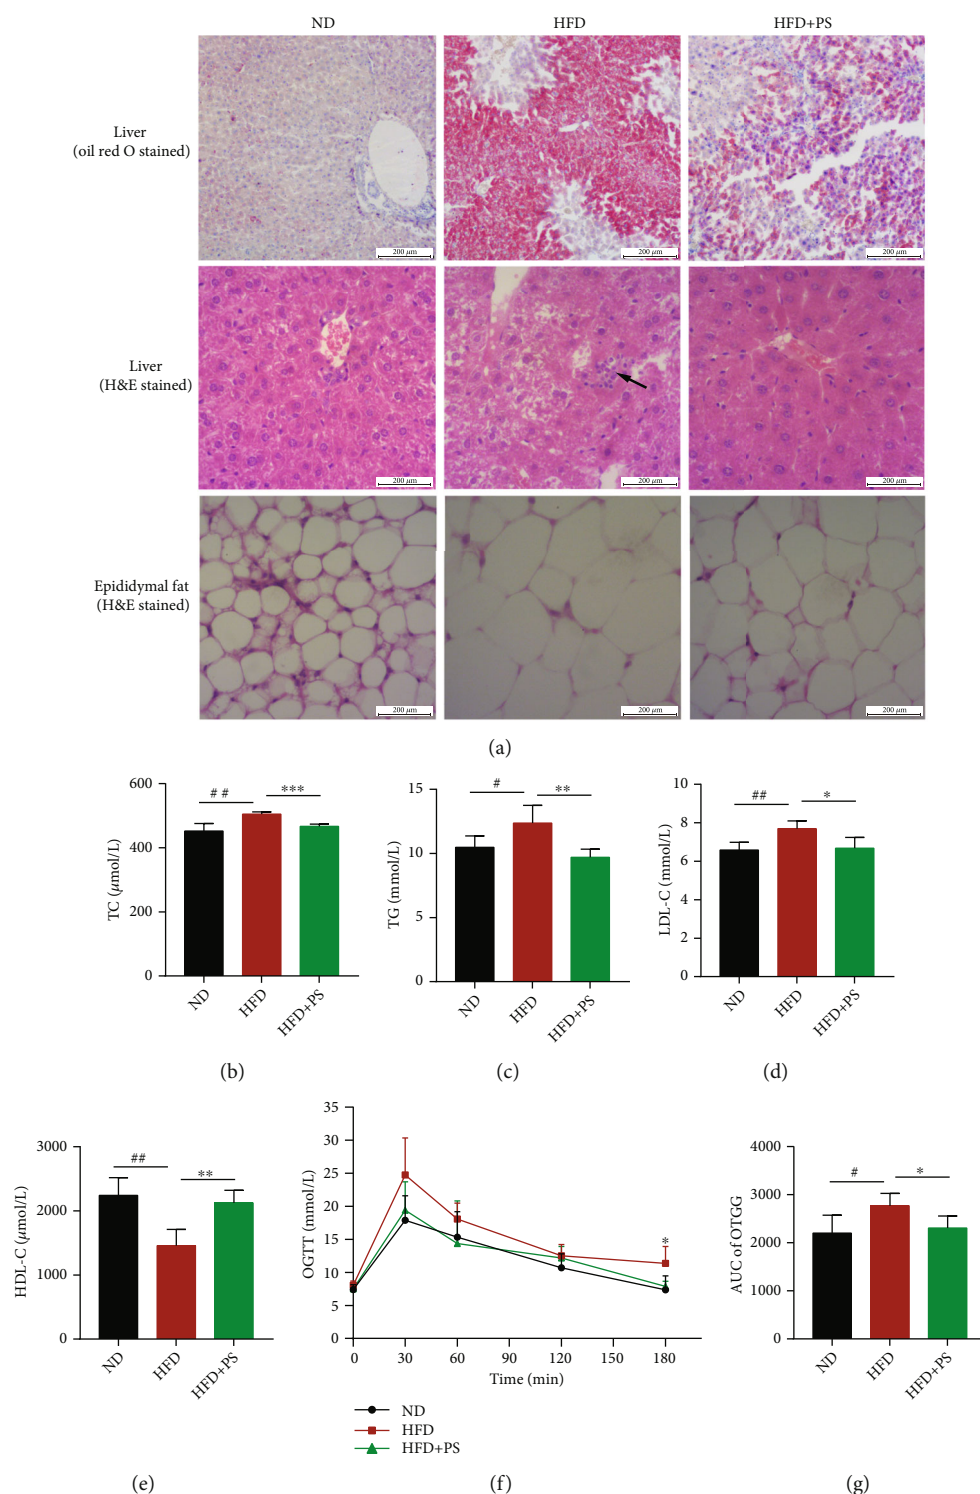 ND HFD HFD+PS
Liver
(oil red O stained)
200 µm 200 µm 200 µm
Liver
(H&E stained)
200 µm 200 µm 200 µm
Epididymal fat
(H&E stained)
200 µm 200 µm 200 µm
(a)
TC (µmol/L)
600
400
200
0
# #
***
ND HFD HFD+PS
(b)
TG (mmol/L)
15
10
5
0
#
**
ND HFD HFD+PS
(c)
LDL-C (mmol/L)
10
8
6
4
2
0
##
*
ND HFD HFD+PS
(d)
HDL-C (µmol/L)
3000
2000
1000
0
##
**
ND HFD HFD+PS
(e)
OGTT (mmol/L)
35
30
25
20
15
10
5
0
*
0 30 60 90 120 150 180
Time (min)
ND
HFD
HFD+PS
(f)
AUC of OTGG
4000
3000
2000
1000
0
#
*
ND HFD HFD+PS
(g)